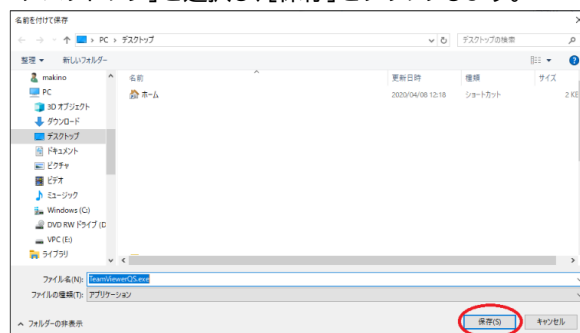 名前を付けて保存
PC > デスクトップ
デスクトップの検索
整理 新しいフォルダー
makino
PC
3D オブジェクト
ダウンロード
デスクトップ
ドキュメント
ピクチャ
ビデオ
ミュージック
Windows (C:)
DVD RW ドライブ (D
VPC (E:)
ライブラリ
名前 更新日時 種類 サイズ
ホーム 2020/04/08 12:18 ショートカット 2 KE
ファイル名(N): TeamViewerQS.exe
ファイルの種類(T): アプリケーション
フォルダーの非表示 保存(S) キャンセル